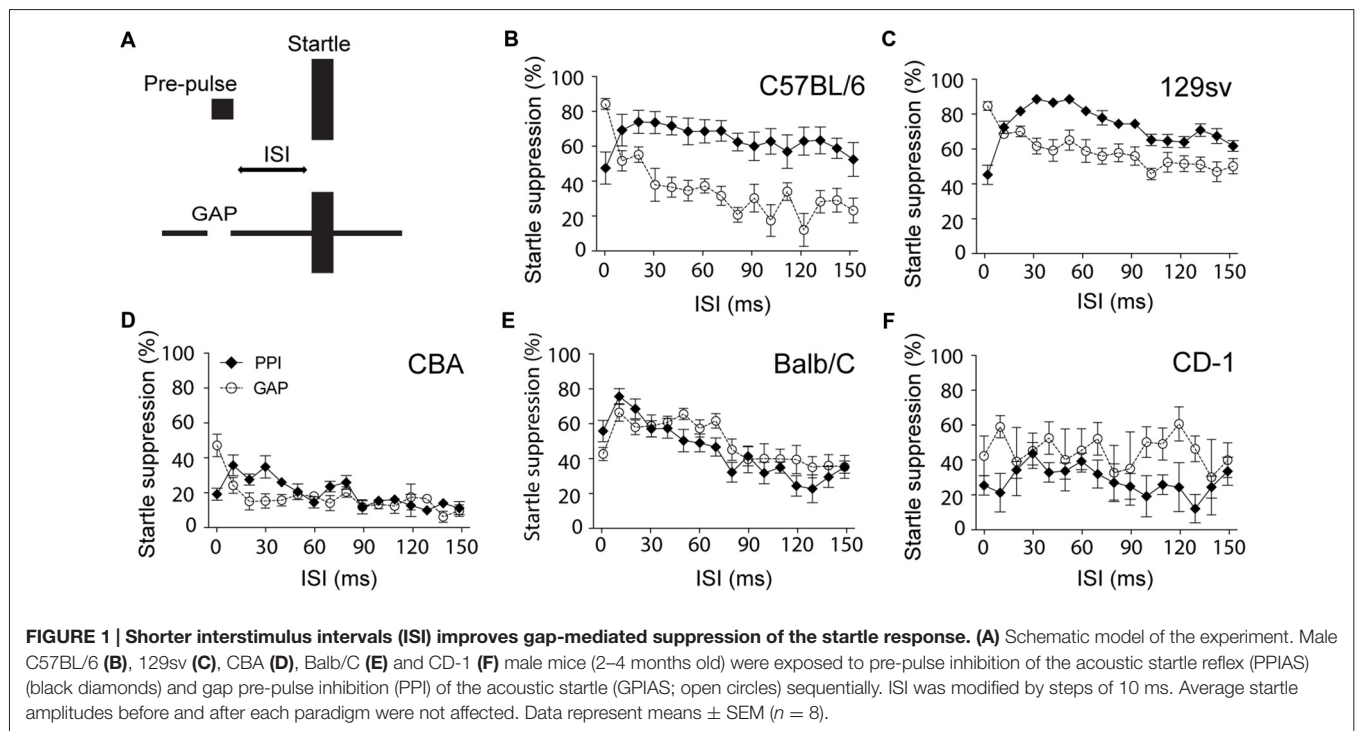 A
Startle
Pre-pulse
ISI
GAP
B
C57BL/6
Startle suppression (%)
100
80
60
40
20
0
0 30 60 90 120 150
ISI (ms)
C
129sv
Startle suppression (%)
100
80
60
40
20
0
0 30 60 90 120 150
ISI (ms)
D
CBA
PPI
GAP
Startle suppression (%)
100
80
60
40
20
0
0 30 60 90 120 150
ISI (ms)
E
Balb/C
Startle suppression (%)
100
80
60
40
20
0
0 30 60 90 120 150
ISI (ms)
F
CD-1
Startle suppression (%)
100
80
60
40
20
0
0 30 60 90 120 150
ISI (ms)
FIGURE 1 | Shorter interstimulus intervals (ISI) improves gap-mediated suppression of the startle response. (A) Schematic model of the experiment. Male
C57BL/6 (B), 129sv (C), CBA (D), Balb/C (E) and CD-1 (F) male mice (2–4 months old) were exposed to pre-pulse inhibition of the acoustic startle reflex (PPIAS)
(black diamonds) and gap pre-pulse inhibition (PPI) of the acoustic startle (GPIAS; open circles) sequentially. ISI was modified by steps of 10 ms. Average startle
amplitudes before and after each paradigm were not affected. Data represent means ± SEM (n = 8).